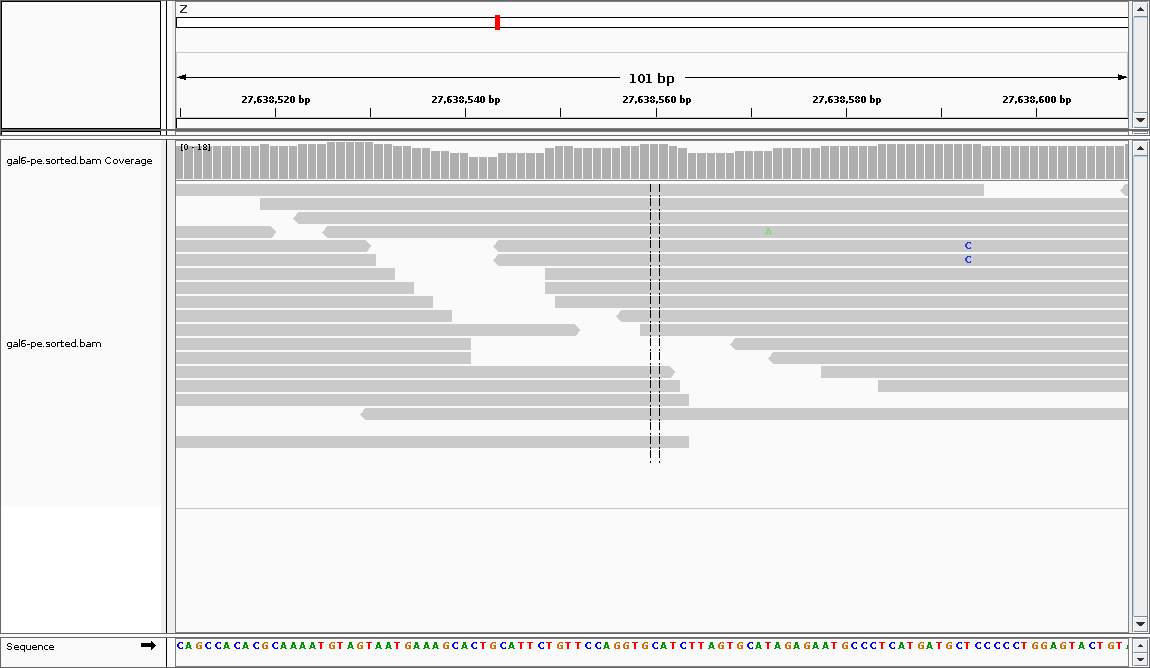 Z
101 bp
27,638,520 bp
27,638,540 bp
27,638,560 bp
27,638,580 bp
27,638,600 bp
gal6-pe.sorted.bam Coverage
[0 - 18]
A
C
C
gal6-pe.sorted.bam
Sequence
CAGCCACACGCAAAATGTAGTAATGAAAGCACTGCATTCTGTTCCAGGTGCATCTTAGTGCATAGAGAATGCCCTCATGATGCTCCCCCTGGAGTACTGTA